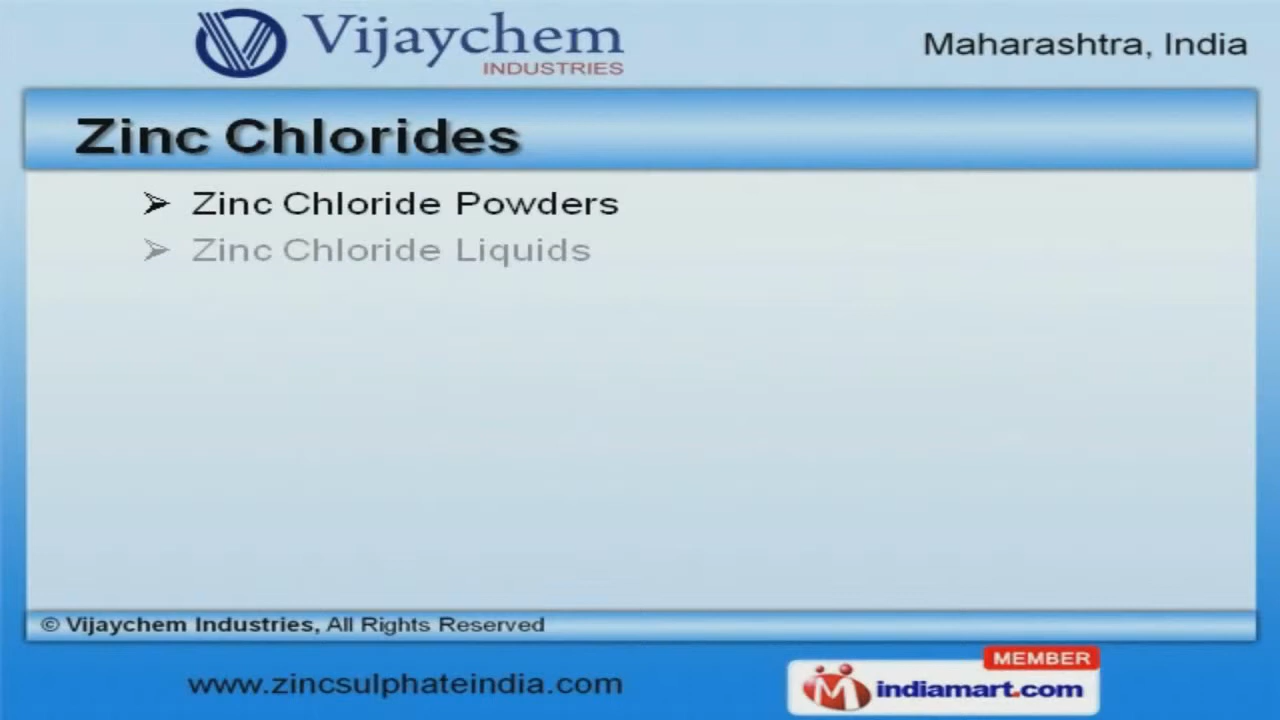 Vijaychem
INDUSTRIES
Maharashtra, India
Zinc Chlorides
➢ Zinc Chloride Powders
➢ Zinc Chloride Liquids
© Vijaychem Industries, All Rights Reserved
www.zincsulphateindia.com
MEMBER
indiamart.com